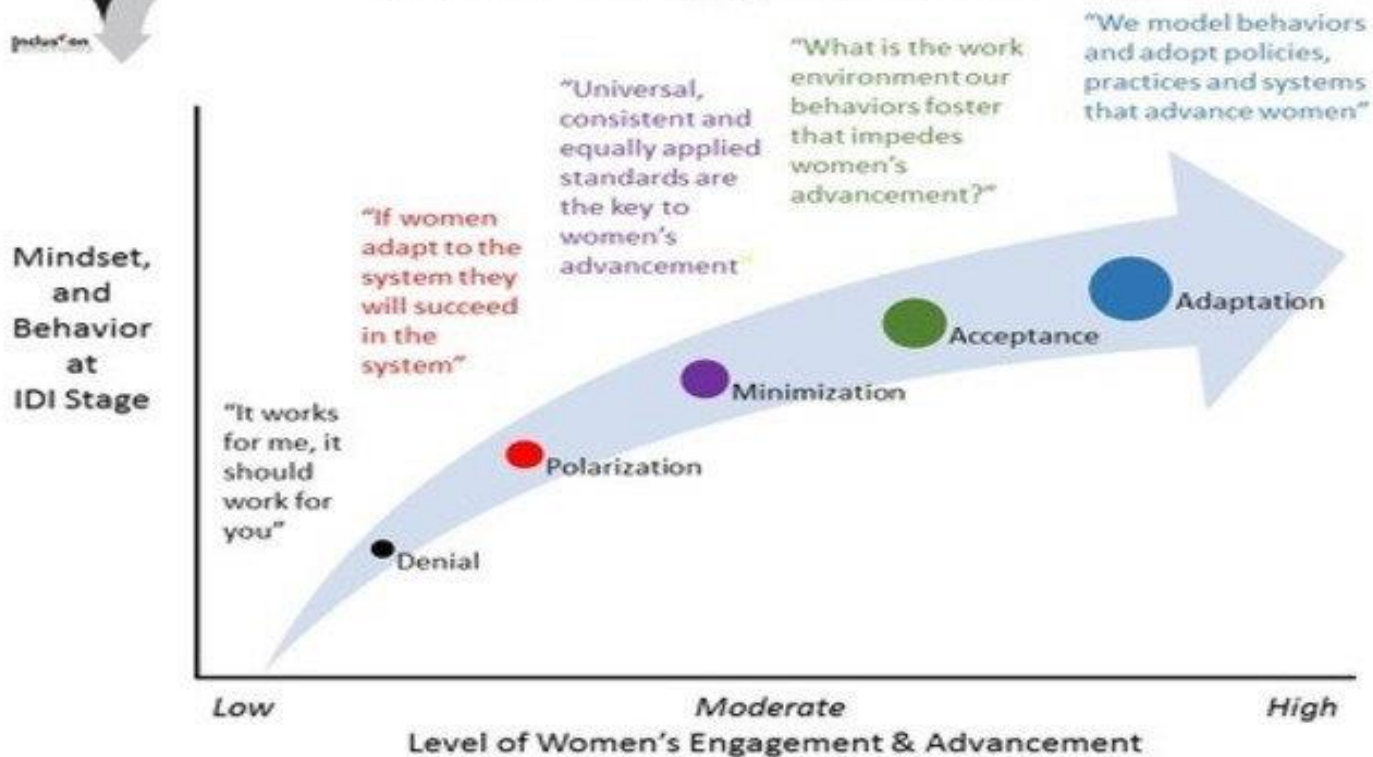 Inclusion
"We model behaviors
and adopt policies,
practices and systems
that advance women"
"What is the work
environment our
behaviors foster
that impedes
women's
advancement?"
"Universal,
consistent and
equally applied
standards are
the key to
women's
advancement"
"If women
adapt to the
system they
will succeed
in the
system"
"It works
for me, it
should
work for
you"
Mindset,
and
Behavior
at
IDI Stage
Adaptation
Acceptance
Minimization
Polarization
Denial
Low
Moderate
High
Level of Women's Engagement & Advancement